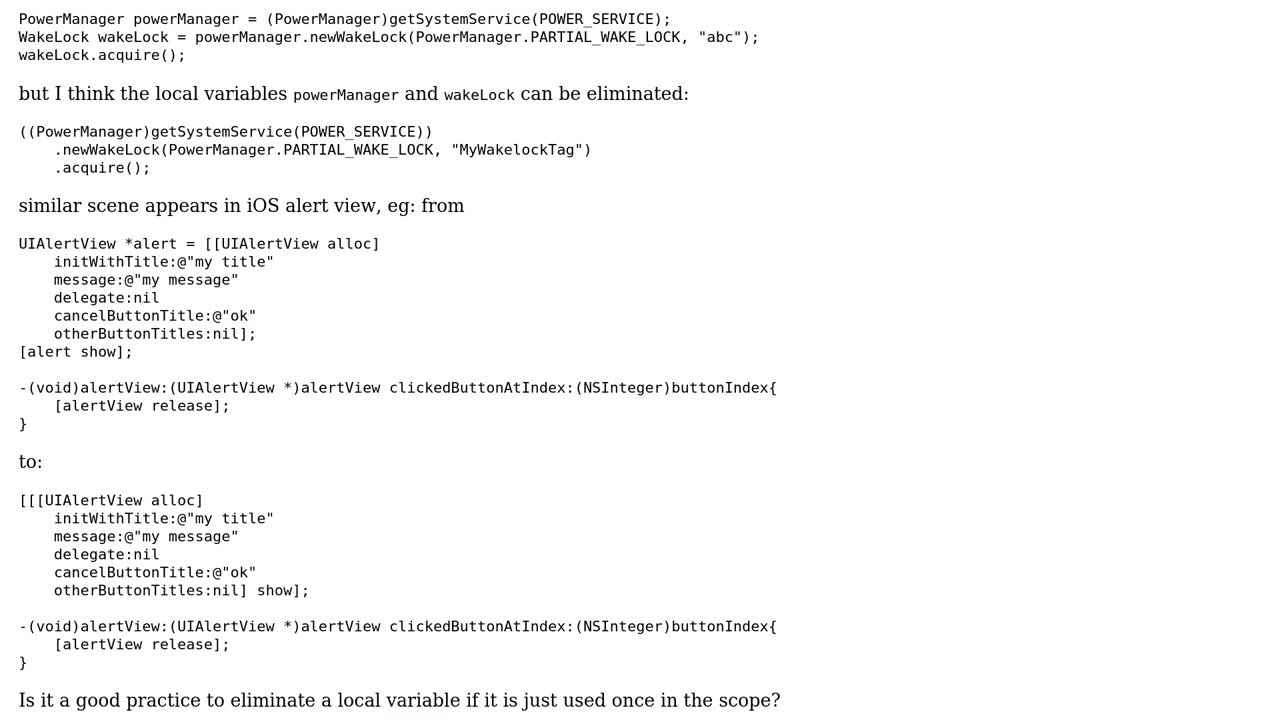 PowerManager powerManager = (PowerManager)getSystemService(POWER_SERVICE);
WakeLock wakeLock = powerManager.newWakeLock(PowerManager.PARTIAL_WAKE_LOCK, "abc");
wakeLock.acquire();
but I think the local variables powerManager and wakeLock can be eliminated:
((PowerManager)getSystemService(POWER_SERVICE))
    .newWakeLock(PowerManager.PARTIAL_WAKE_LOCK, "MyWakelockTag")
    .acquire();
similar scene appears in iOS alert view, eg: from
UIAlertView *alert = [[UIAlertView alloc]
    initWithTitle:@"my title"
    message:@"my message"
    delegate:nil
    cancelButtonTitle:@"ok"
    otherButtonTitles:nil];
[alert show];
-(void)alertView:(UIAlertView *)alertView clickedButtonAtIndex:(NSInteger)buttonIndex{
    [alertView release];
}
to:
[[[UIAlertView alloc]
    initWithTitle:@"my title"
    message:@"my message"
    delegate:nil
    cancelButtonTitle:@"ok"
    otherButtonTitles:nil] show];
-(void)alertView:(UIAlertView *)alertView clickedButtonAtIndex:(NSInteger)buttonIndex{
    [alertView release];
}
Is it a good practice to eliminate a local variable if it is just used once in the scope?